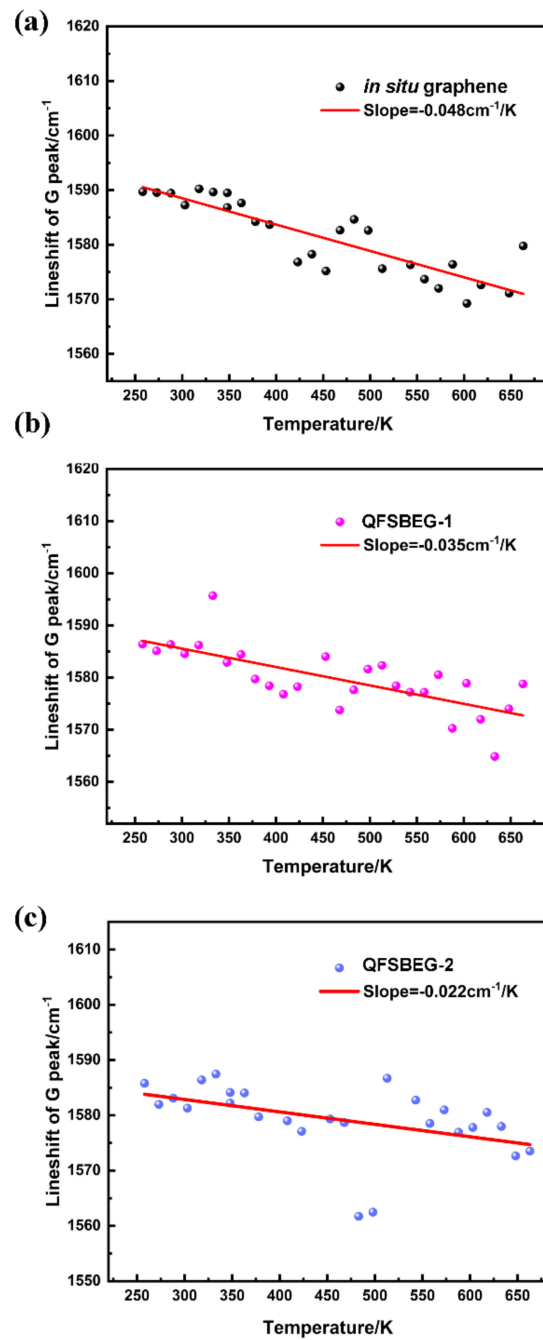 (a)
1620
1610
1600
1590
1580
1570
1560
Lineshift of G peak/cm⁻¹
in situ graphene
Slope=-0.048cm⁻¹/K
250 300 350 400 450 500 550 600 650
Temperature/K
(b)
1620
1610
1600
1590
1580
1570
1560
Lineshift of G peak/cm⁻¹
QFSBEG-1
Slope=-0.035cm⁻¹/K
250 300 350 400 450 500 550 600 650
Temperature/K
(c)
1610
1600
1590
1580
1570
1560
1550
Lineshift of G peak/cm⁻¹
QFSBEG-2
Slope=-0.022cm⁻¹/K
250 300 350 400 450 500 550 600 650
Temperature/K